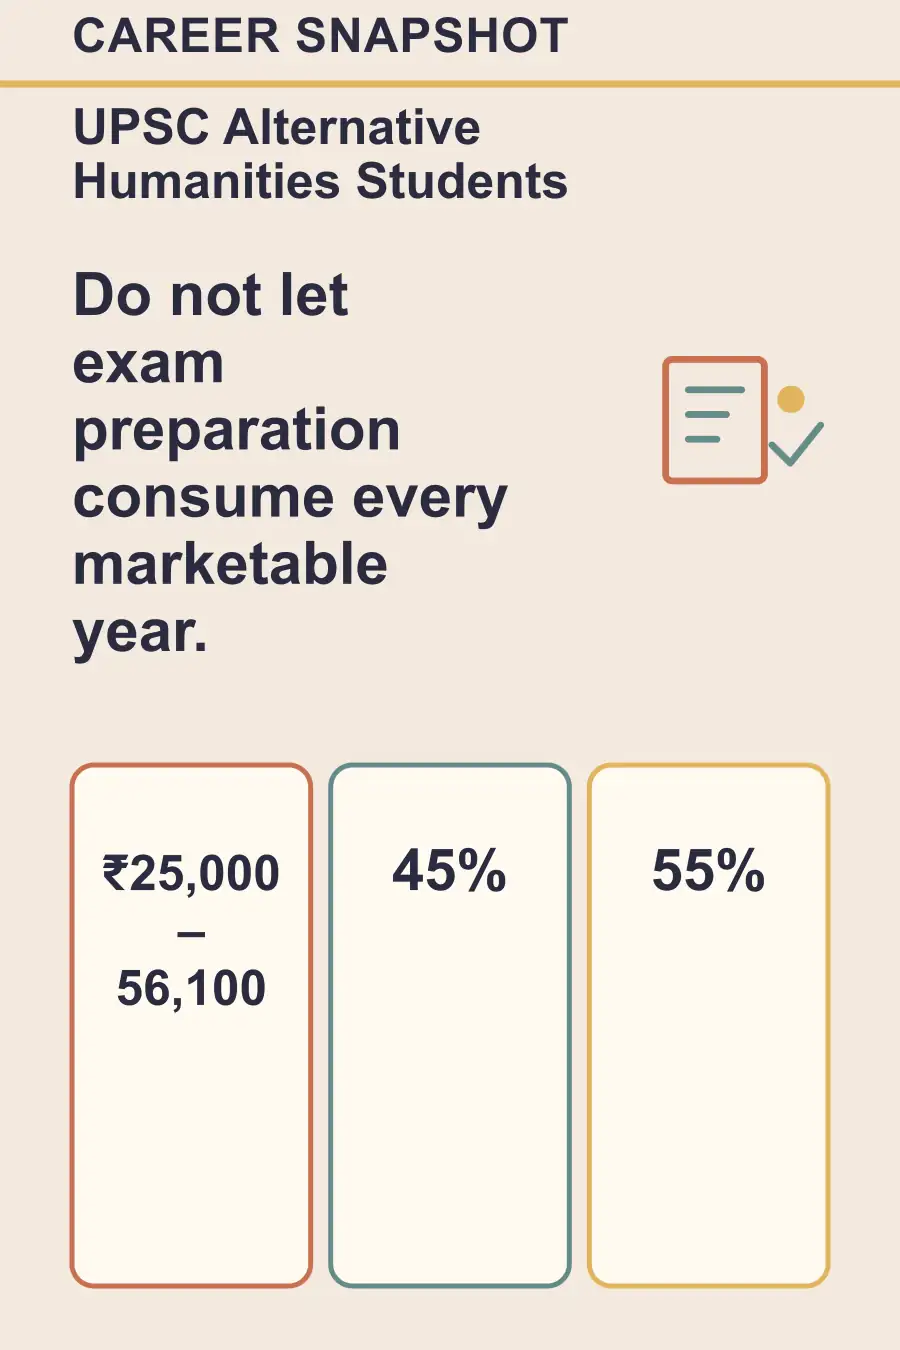 CAREER SNAPSHOT
UPSC Alternative
Humanities Students
Do not let
exam
preparation
consume every
marketable
year.
₹25,000
–
56,100
45%
55%